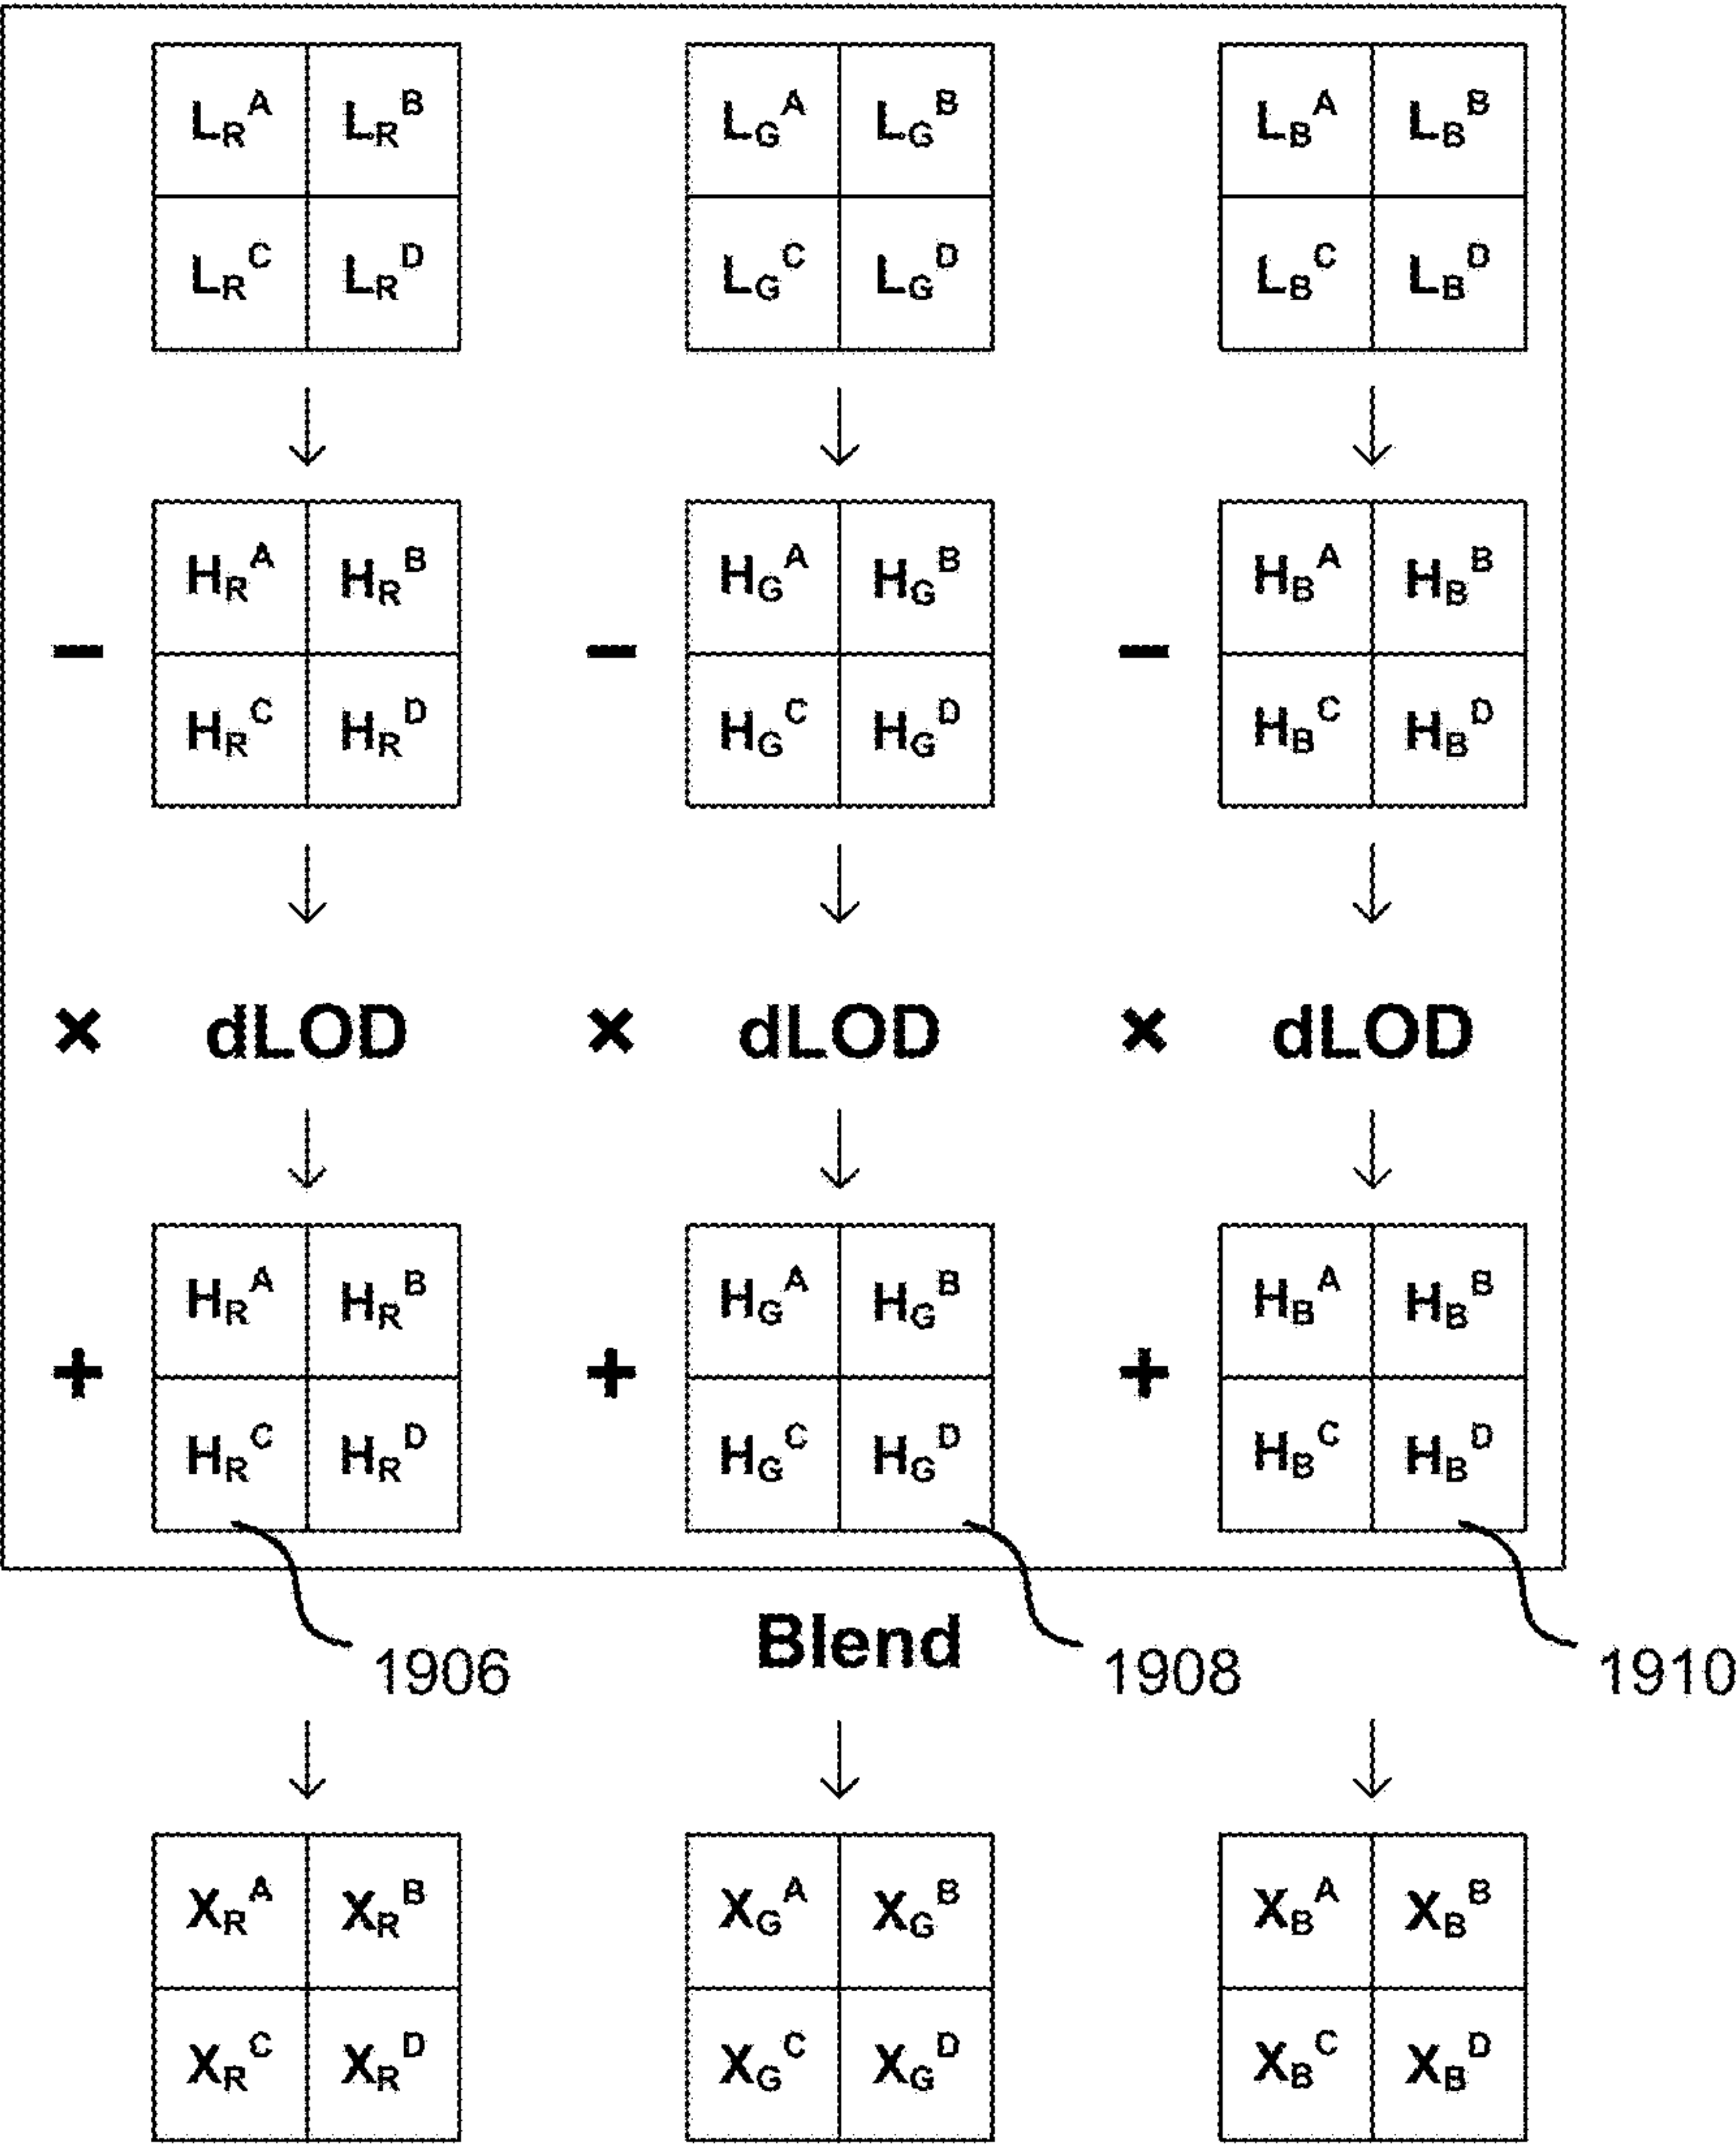 L_R^A L_R^B L_G^A L_G^B L_B^A L_B^B
L_R^C L_R^D L_G^C L_G^D L_B^C L_B^D
H_R^A H_R^B H_G^A H_G^B H_B^A H_B^B
− − −
H_R^C H_R^D H_G^C H_G^D H_B^C H_B^D
× dLOD × dLOD × dLOD
H_R^A H_R^B H_G^A H_G^B H_B^A H_B^B
+ + +
H_R^C H_R^D H_G^C H_G^D H_B^C H_B^D
Blend
1906 1908 1910
X_R^A X_R^B X_G^A X_G^B X_B^A X_B^B
X_R^C X_R^D X_G^C X_G^D X_B^C X_B^D